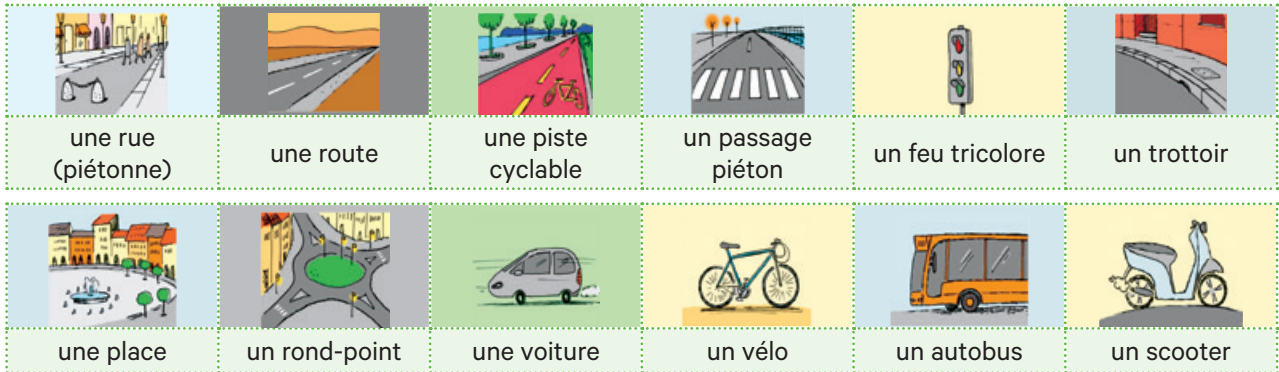 une rue
(piétonne)
une route
une piste
cyclable
un passage
piéton
un feu tricolore
un trottoir
une place
un rond-point
une voiture
un vélo
un autobus
un scooter